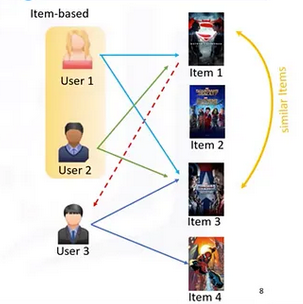 Item-based
User 1
Item 1
Item 2
User 2
Item 3
User 3
Item 4
similar Items
8